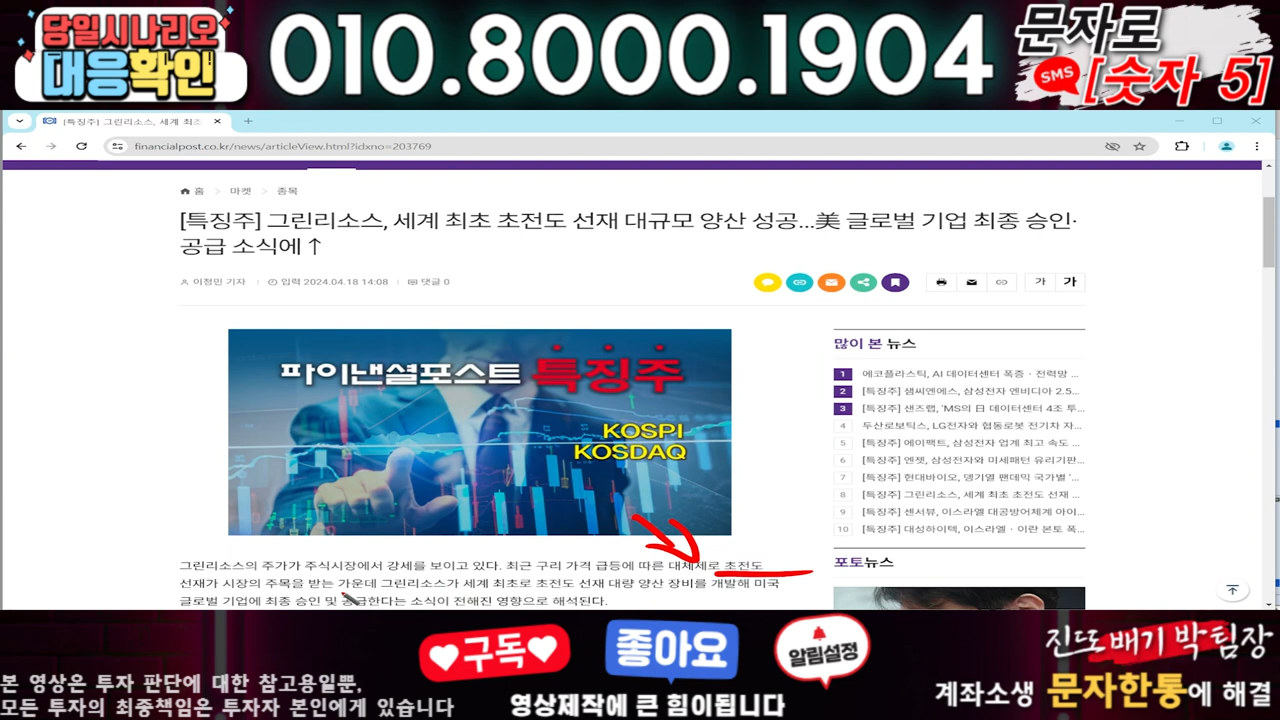 당일시나리오
대응확인
010.8000.1904
문자로
SMS [숫자 5]
[특징주] 그린리소스, 세계 최초
financialpost.co.kr/news/articleView.html?idxno=203769
홈 > 마켓 > 종목
[특징주] 그린리소스, 세계 최초 초전도 선재 대규모 양산 성공...美 글로벌 기업 최종 승인·
공급 소식에 ↑
이정민 기자 입력 2024.04.18 14:08 댓글 0
가 가
파이낸셜포스트 특징주
KOSPI
KOSDAQ
그린리소스의 주가가 주식시장에서 강세를 보이고 있다. 최근 구리 가격 급등에 따른 대체제로 초전도
선재가 시장의 주목을 받는 가운데 그린리소스가 세계 최초로 초전도 선재 대량 양산 장비를 개발해 미국
글로벌 기업에 최종 승인 및 공급한다는 소식이 전해진 영향으로 해석된다.
많이 본 뉴스
1 에코플라스틱, AI 데이터센터 폭증·전력망 ...
2 [특징주] 샘씨엔에스, 삼성전자 엔비디아 2.5...
3 [특징주] 샌즈랩, 'MS의 日 데이터센터 4조 투...
4 두산로보틱스, LG전자와 협동로봇 전기차 자...
5 [특징주] 에이팩트, 삼성전자 업계 최고 속도 ...
6 [특징주] 엔젯, 삼성전자와 미세패턴 유리기판...
7 [특징주] 현대바이오, 뎅기열 팬데믹 국가별 '...
8 [특징주] 그린리소스, 세계 최초 초전도 선재 ...
9 [특징주] 센서뷰, 이스라엘 대공방어체계 아이...
10 [특징주] 대성하이텍, 이스라엘·이란 본토 폭...
포토뉴스
본 영상은 투자 판단에 대한 참고용일뿐,
모든 투자의 최종책임은 투자자 본인에게 있습니다
구독
좋아요
알림설정
영상제작에 큰 힘이됩니다
진또배기 박팀장
계좌소생 문자한통에 해결